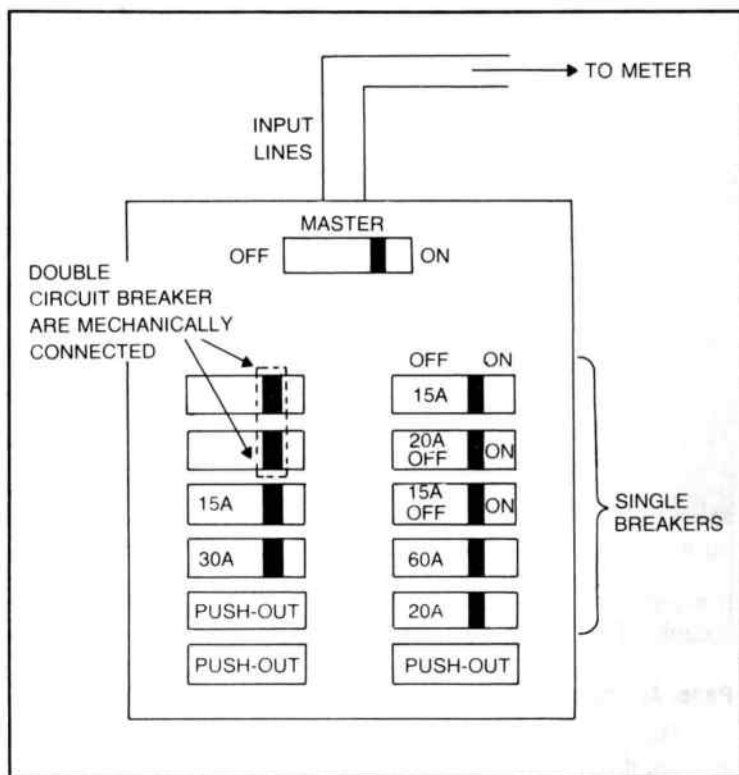 TO METER
INPUT
LINES
MASTER
OFF
ON
DOUBLE
CIRCUIT BREAKER
ARE MECHANICALLY
CONNECTED
OFF ON
15A
20A
OFF
ON
15A
15A
OFF
ON
30A
60A
PUSH-OUT
20A
PUSH-OUT
PUSH-OUT
SINGLE
BREAKERS